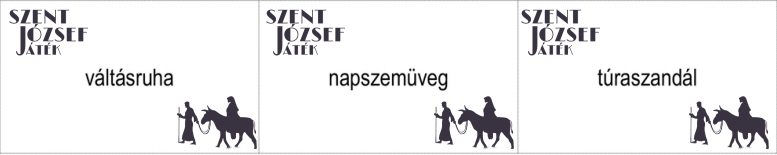 SZENT
JÓZSEF
JÁTÉK
váltásruha
SZENT
JÓZSEF
JÁTÉK
napszemüveg
SZENT
JÓZSEF
JÁTÉK
túraszandál